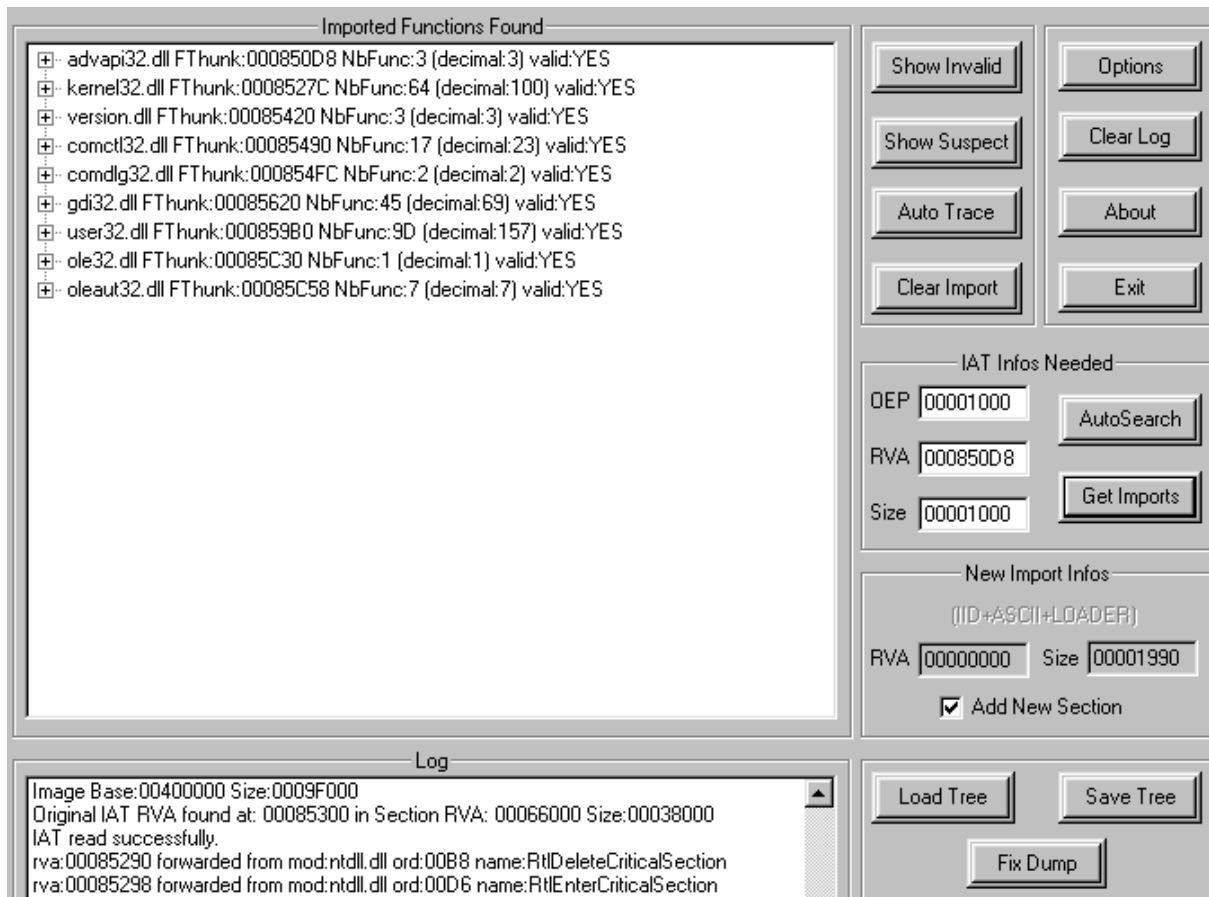 Imported Functions Found
advapi32.dll FThunk:000850D8 NbFunc:3 (decimal:3) valid:YES
kernel32.dll FThunk:0008527C NbFunc:64 (decimal:100) valid:YES
version.dll FThunk:00085420 NbFunc:3 (decimal:3) valid:YES
comctl32.dll FThunk:00085490 NbFunc:17 (decimal:23) valid:YES
comdlg32.dll FThunk:000854FC NbFunc:2 (decimal:2) valid:YES
gdi32.dll FThunk:00085620 NbFunc:45 (decimal:69) valid:YES
user32.dll FThunk:000859B0 NbFunc:9D (decimal:157) valid:YES
ole32.dll FThunk:00085C30 NbFunc:1 (decimal:1) valid:YES
oleaut32.dll FThunk:00085C58 NbFunc:7 (decimal:7) valid:YES
Show Invalid
Options
Show Suspect
Clear Log
Auto Trace
About
Clear Import
Exit
IAT Infos Needed
OEP 00001000
AutoSearch
RVA 000850D8
Size 00001000
Get Imports
New Import Infos
(IID+ASCII+LOADER)
RVA 00000000 Size 00001990
Add New Section
Log
Image Base:00400000 Size:0009F000
Original IAT RVA found at: 00085300 in Section RVA: 00066000 Size:00038000
IAT read successfully.
rva:00085290 forwarded from mod:ntdll.dll ord:00B8 name:RtlDeleteCriticalSection
rva:00085298 forwarded from mod:ntdll.dll ord:00D6 name:RtlEnterCriticalSection
Load Tree
Save Tree
Fix Dump